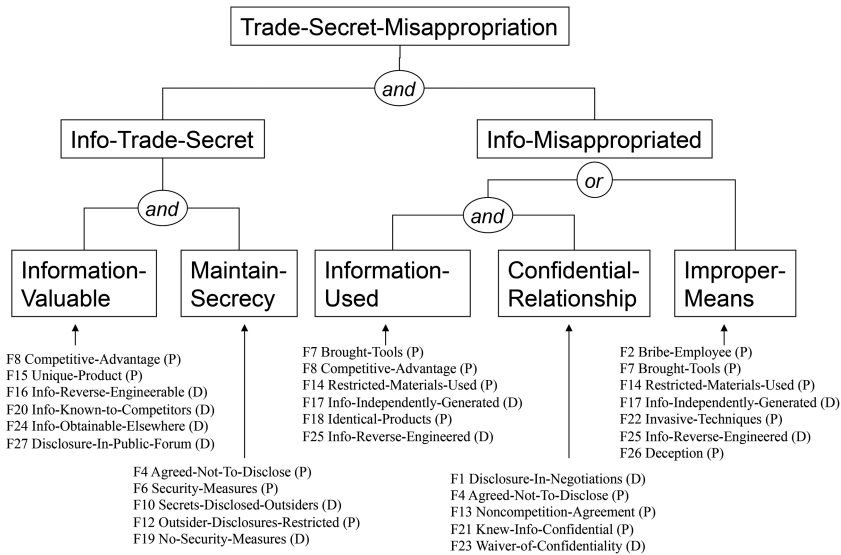 Trade-Secret-Misappropriation
and
Info-Trade-Secret
Info-Misappropriated
or
and
and
Information-
Valuable
Maintain-
Secrecy
Information-
Used
Confidential-
Relationship
Improper-
Means
F8 Competitive-Advantage (P)
F15 Unique-Product (P)
F16 Info-Reverse-Engineerable (D)
F20 Info-Known-to-Competitors (D)
F24 Info-Obtainable-Elsewhere (D)
F27 Disclosure-In-Public-Forum (D)
F7 Brought-Tools (P)
F8 Competitive-Advantage (P)
F14 Restricted-Materials-Used (P)
F17 Info-Independently-Generated (D)
F18 Identical-Products (P)
F25 Info-Reverse-Engineered (D)
F2 Bribe-Employee (P)
F7 Brought-Tools (P)
F14 Restricted-Materials-Used (P)
F17 Info-Independently-Generated (D)
F22 Invasive-Techniques (P)
F25 Info-Reverse-Engineered (D)
F26 Deception (P)
F4 Agreed-Not-To-Disclose (P)
F6 Security-Measures (P)
F10 Secrets-Disclosed-Outsiders (D)
F12 Outsider-Disclosures-Restricted (P)
F19 No-Security-Measures (D)
F1 Disclosure-In-Negotiations (D)
F4 Agreed-Not-To-Disclose (P)
F13 Noncompetition-Agreement (P)
F21 Knew-Info-Confidential (P)
F23 Waiver-of-Confidentiality (D)